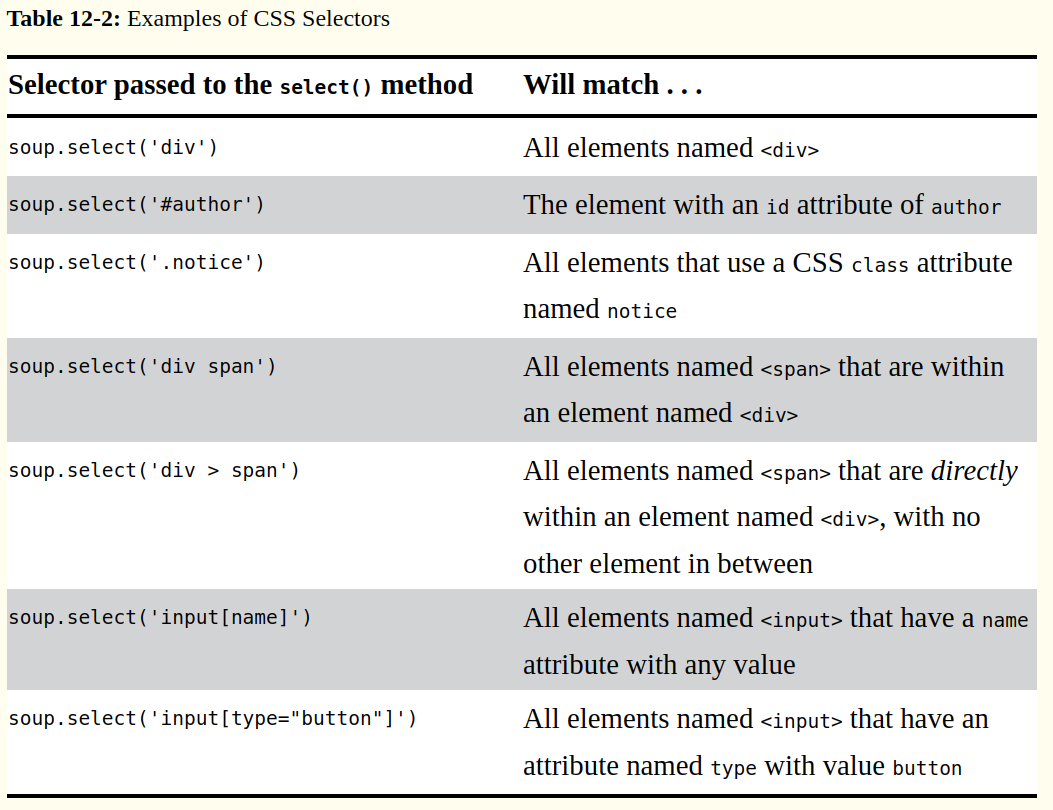 Table 12-2: Examples of CSS Selectors
Selector passed to the select() method Will match . . .
soup.select('div') All elements named <div>
soup.select('#author') The element with an id attribute of author
soup.select('.notice') All elements that use a CSS class attribute
named notice
soup.select('div span') All elements named <span> that are within
an element named <div>
soup.select('div > span') All elements named <span> that are directly
within an element named <div>, with no
other element in between
soup.select('input[name]') All elements named <input> that have a name
attribute with any value
soup.select('input[type="button"]') All elements named <input> that have an
attribute named type with value button